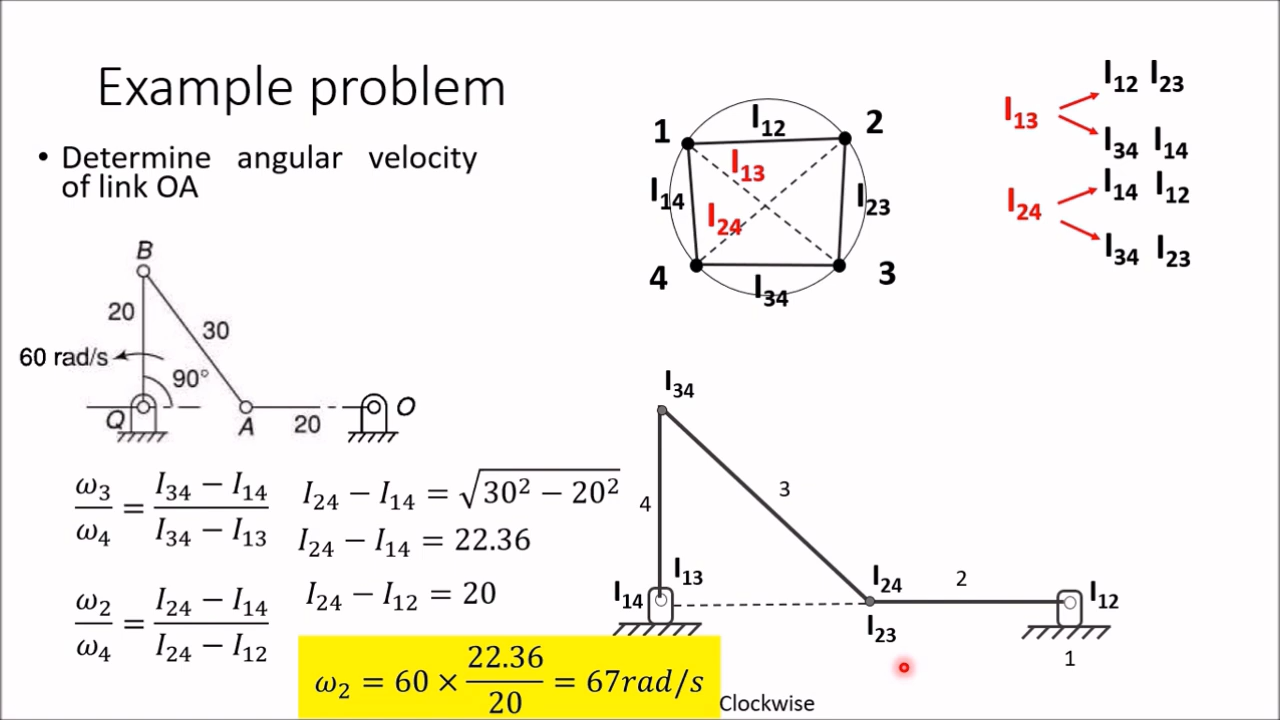 Example problem
• Determine angular velocity
of link OA
B
20
30
60 rad/s
90°
Q
A
20
O
1
I₁₂
2
I₁₃
I₁₄
I₂₄
I₂₃
4
I₃₄
3
I₁₃
I₁₂ I₂₃
I₃₄ I₁₄
I₂₄
I₁₄ I₁₂
I₃₄ I₂₃
I₃₄
4
3
I₁₃
I₁₄
I₂₄
2
I₁₂
I₂₃
1
ω₃/ω₄ = (I₃₄ − I₁₄)/(I₃₄ − I₁₃)
ω₂/ω₄ = (I₂₄ − I₁₄)/(I₂₄ − I₁₂)
I₂₄ − I₁₄ = √(30² − 20²)
I₂₄ − I₁₄ = 22.36
I₂₄ − I₁₂ = 20
ω₂ = 60 × 22.36/20 = 67rad/s
Clockwise